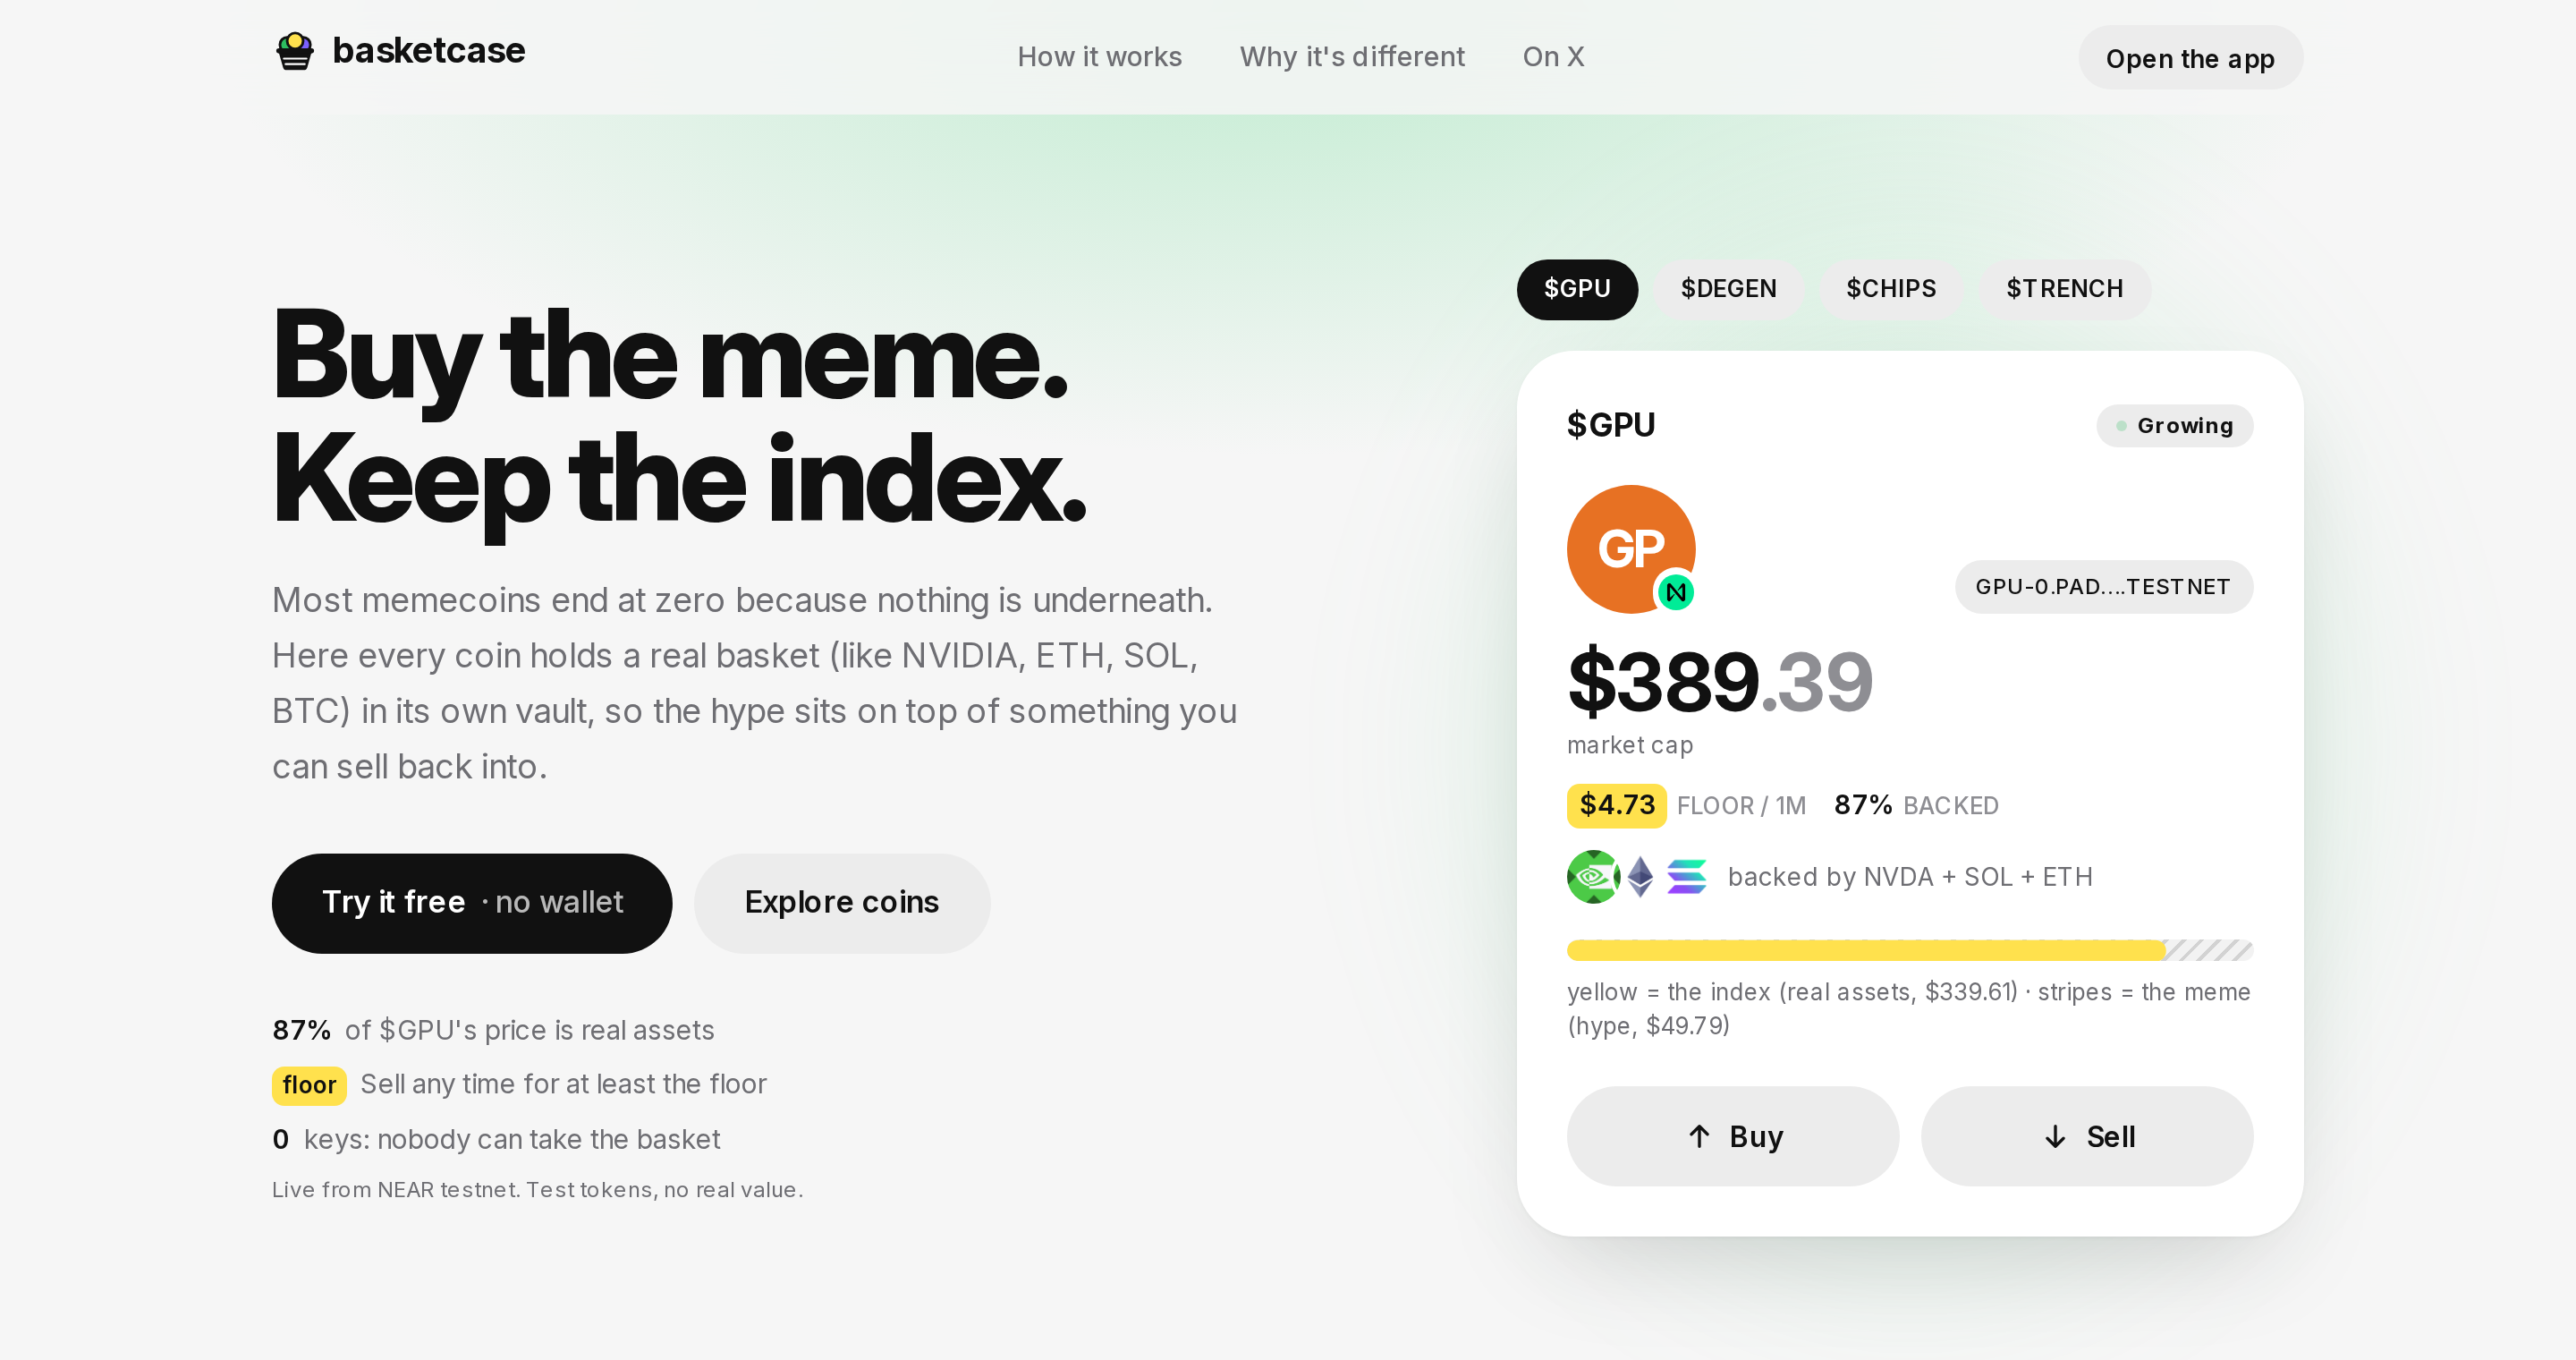 basketcase
How it works
Why it's different
On X
Open the app
Buy the meme.
Keep the index.
Most memecoins end at zero because nothing is underneath.
Here every coin holds a real basket (like NVIDIA, ETH, SOL,
BTC) in its own vault, so the hype sits on top of something you
can sell back into.
Try it free · no wallet
Explore coins
87% of $GPU's price is real assets
floor Sell any time for at least the floor
0 keys: nobody can take the basket
Live from NEAR testnet. Test tokens, no real value.
$GPU
$DEGEN
$CHIPS
$TRENCH
$GPU
Growing
GP
GPU-0.PAD....TESTNET
$389.39
market cap
$4.73 FLOOR / 1M 87% BACKED
backed by NVDA + SOL + ETH
yellow = the index (real assets, $339.61) · stripes = the meme
(hype, $49.79)
↑ Buy
↓ Sell